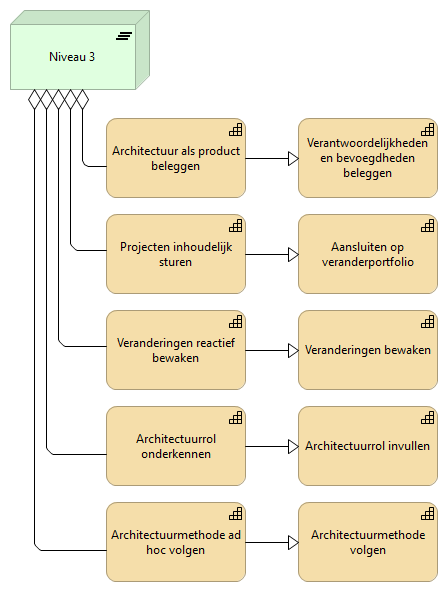 Niveau 3
Architectuur als product
beleggen
Verantwoordelijkheden
en bevoegdheden
beleggen
Projecten inhoudelijk
sturen
Aansluiten op
veranderportfolio
Veranderingen reactief
bewaken
Veranderingen bewaken
Architectuurrol
onderkennen
Architectuurrol invullen
Architectuurmethode ad
hoc volgen
Architectuurmethode
volgen